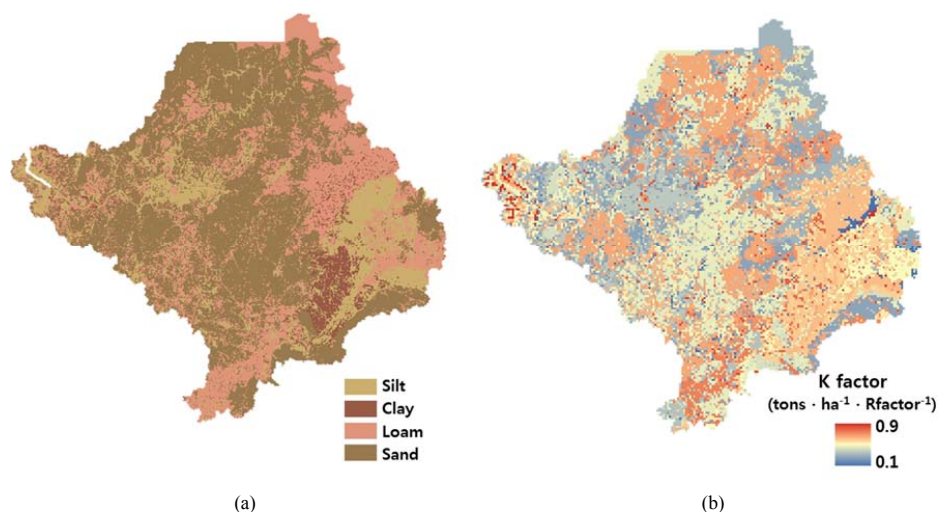 Silt
Clay
Loam
Sand
(a)
K factor
(tons · ha⁻¹ · Rfactor⁻¹)
0.9
0.1
(b)